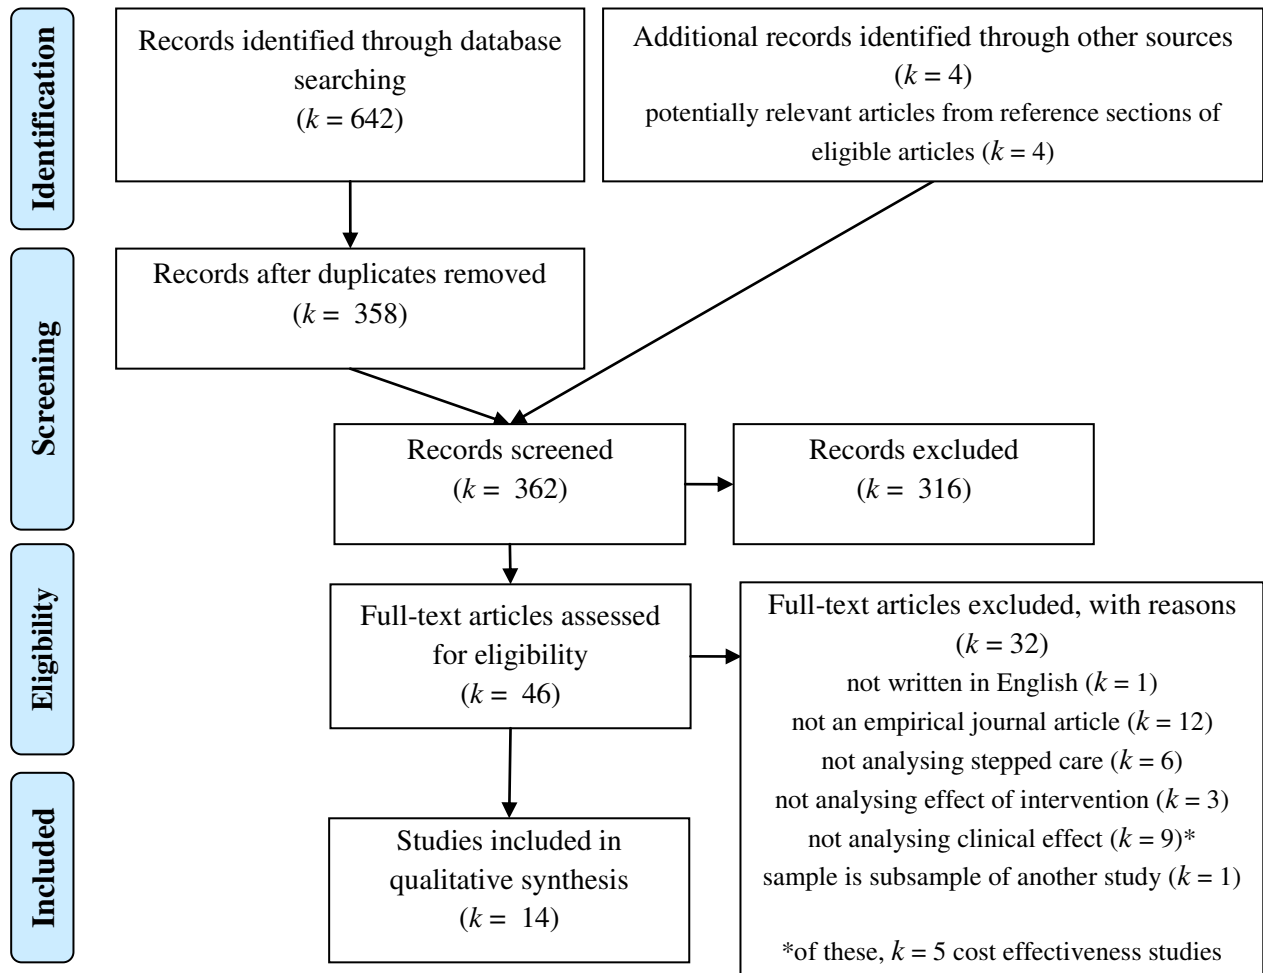 Identification
Records identified through database
searching
(k = 642)
Additional records identified through other sources
(k = 4)
potentially relevant articles from reference sections of
eligible articles (k = 4)
Screening
Records after duplicates removed
(k = 358)
Records screened
(k = 362)
Records excluded
(k = 316)
Eligibility
Full-text articles assessed
for eligibility
(k = 46)
Full-text articles excluded, with reasons
(k = 32)
not written in English (k = 1)
not an empirical journal article (k = 12)
not analysing stepped care (k = 6)
not analysing effect of intervention (k = 3)
not analysing clinical effect (k = 9)*
sample is subsample of another study (k = 1)
*of these, k = 5 cost effectiveness studies
Included
Studies included in
qualitative synthesis
(k = 14)